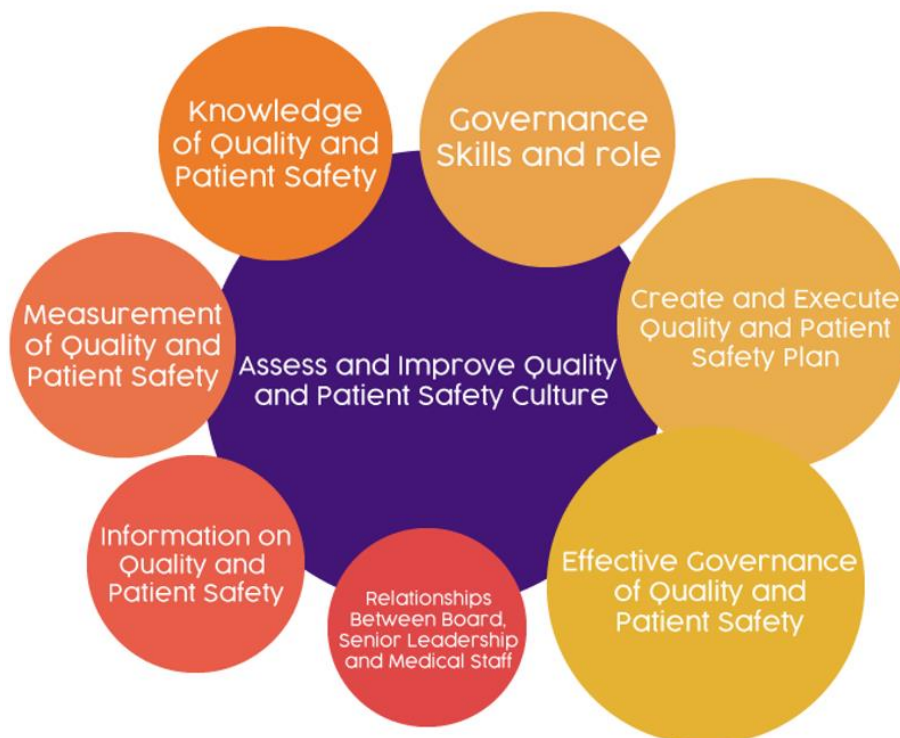 Knowledge
of Quality and
Patient Safety
Governance
Skills and role
Create and Execute
Quality and Patient
Safety Plan
Measurement
of Quality and
Patient Safety
Assess and Improve Quality
and Patient Safety Culture
Information on
Quality and
Patient Safety
Relationships
Between Board,
Senior Leadership
and Medical Staff
Effective Governance
of Quality and
Patient Safety